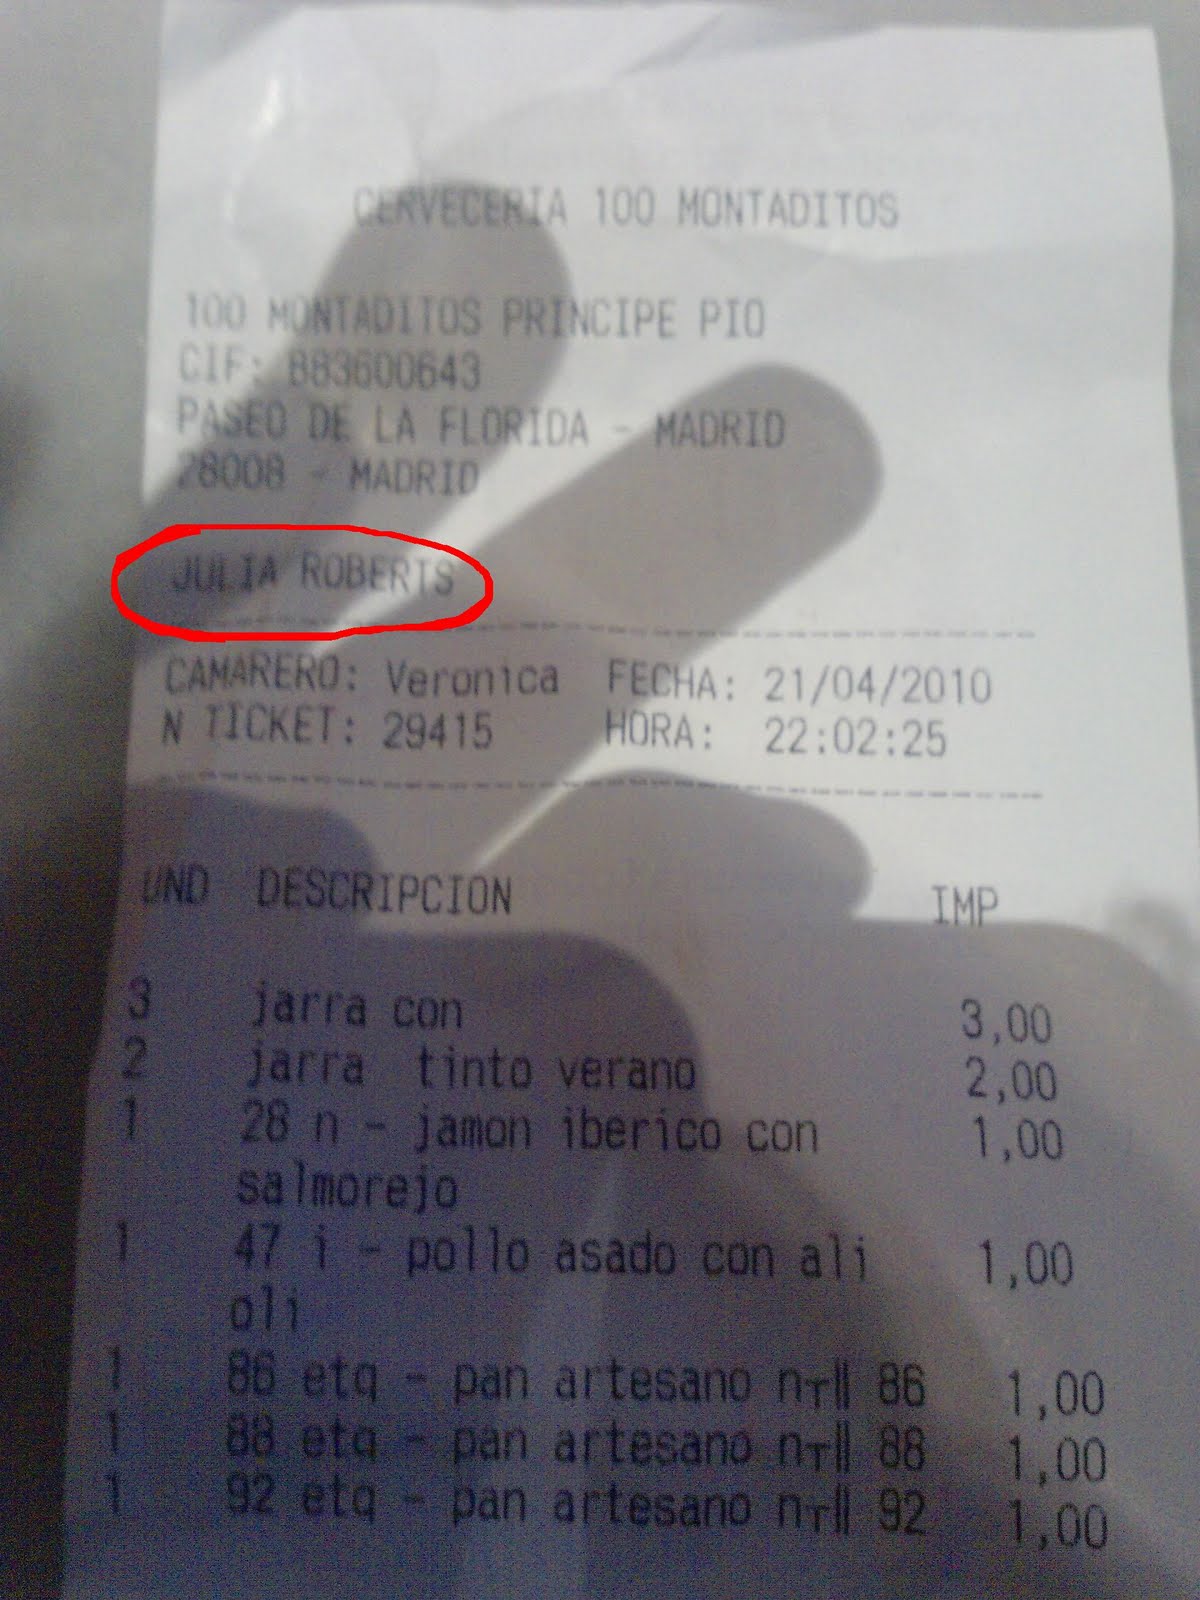 CERVECERIA 100 MONTADITOS
100 MONTADITOS PRINCIPE PIO
CIF: B83600643
PASEO DE LA FLORIDA - MADRID
28008 - MADRID
JULIA ROBERTS
CAMARERO: Veronica FECHA: 21/04/2010
N TICKET: 29415 HORA: 22:02:25
UND DESCRIPCION IMP
3 jarra con 3,00
2 jarra tinto verano 2,00
1 28 n - jamon iberico con 1,00
salmorejo
1 47 i - pollo asado con ali 1,00
oli
1 86 etq - pan artesano n┬║ 86 1,00
1 88 etq - pan artesano n┬║ 88 1,00
1 92 etq - pan artesano n┬║ 92 1,00